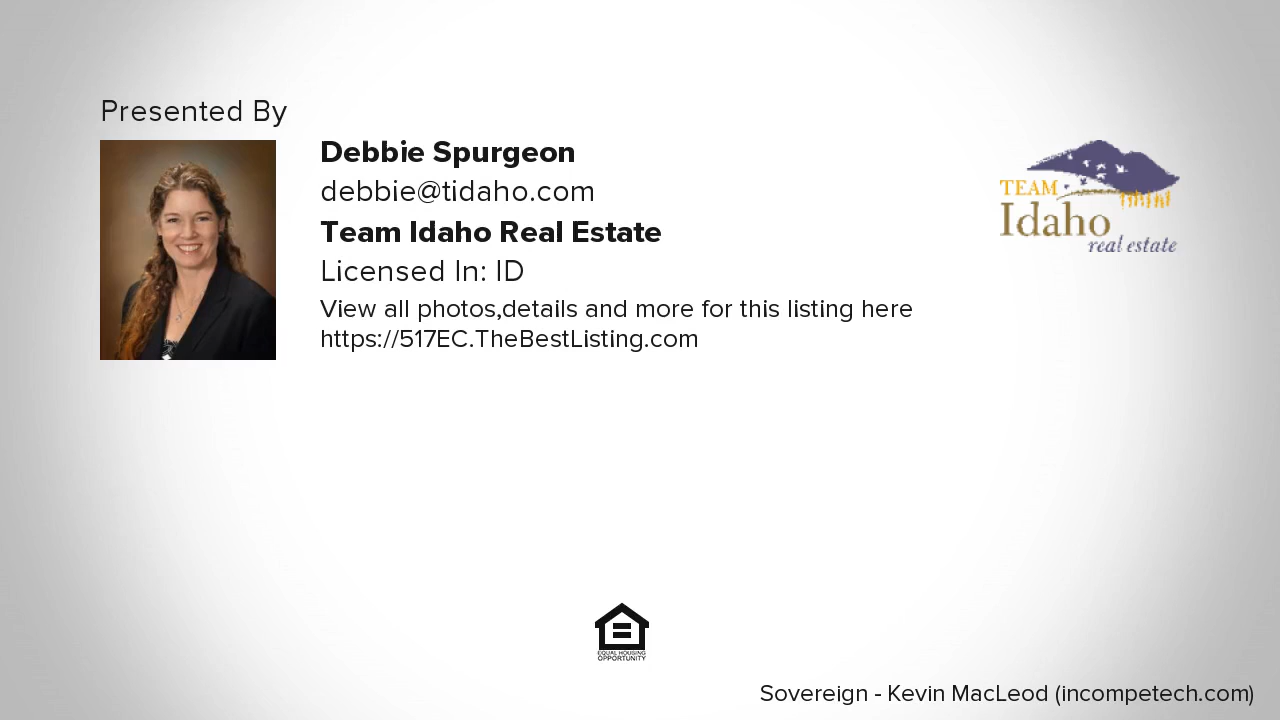 Presented By
Debbie Spurgeon
debbie@tidaho.com
Team Idaho Real Estate
Licensed In: ID
View all photos,details and more for this listing here
https://517EC.TheBestListing.com
TEAM
Idaho
real estate
EQUAL HOUSING
OPPORTUNITY
Sovereign - Kevin MacLeod (incompetech.com)